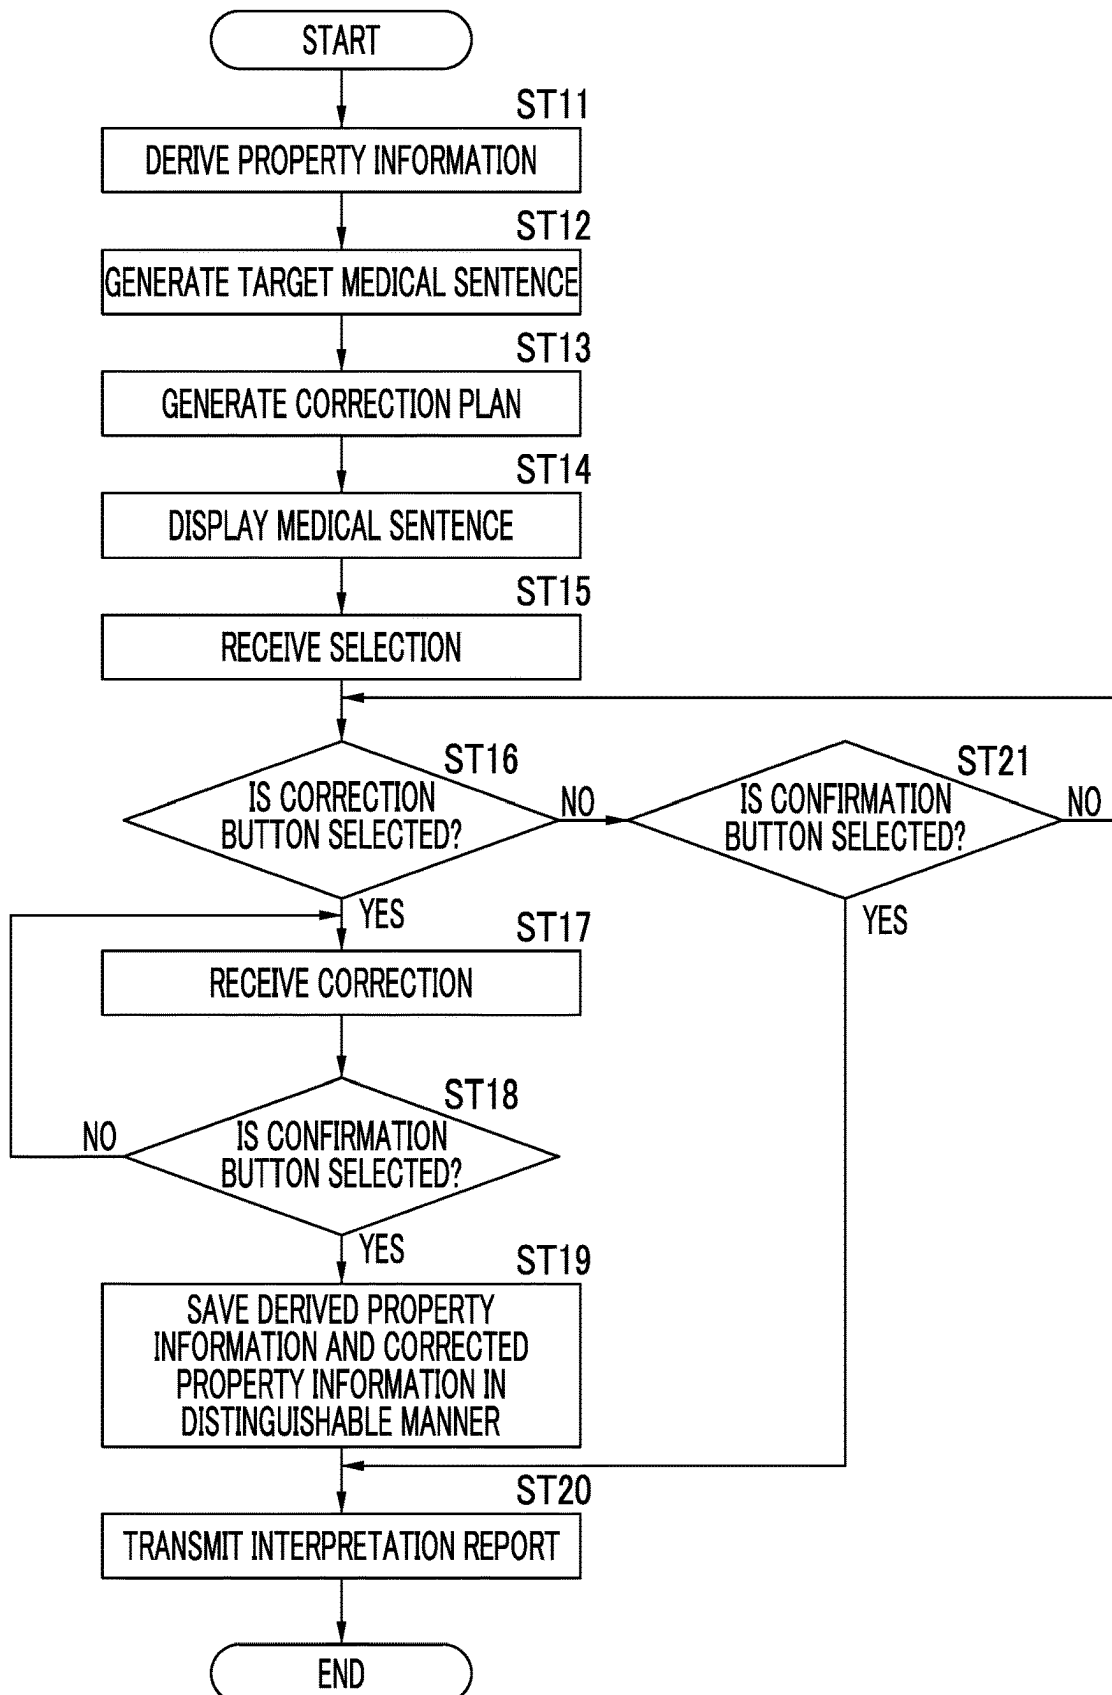 START
ST11
DERIVE PROPERTY INFORMATION
ST12
GENERATE TARGET MEDICAL SENTENCE
ST13
GENERATE CORRECTION PLAN
ST14
DISPLAY MEDICAL SENTENCE
ST15
RECEIVE SELECTION
ST16
IS CORRECTION
BUTTON SELECTED?
NO
ST21
IS CONFIRMATION
BUTTON SELECTED?
NO
YES
YES
ST17
RECEIVE CORRECTION
ST18
IS CONFIRMATION
BUTTON SELECTED?
NO
YES
ST19
SAVE DERIVED PROPERTY
INFORMATION AND CORRECTED
PROPERTY INFORMATION IN
DISTINGUISHABLE MANNER
ST20
TRANSMIT INTERPRETATION REPORT
END